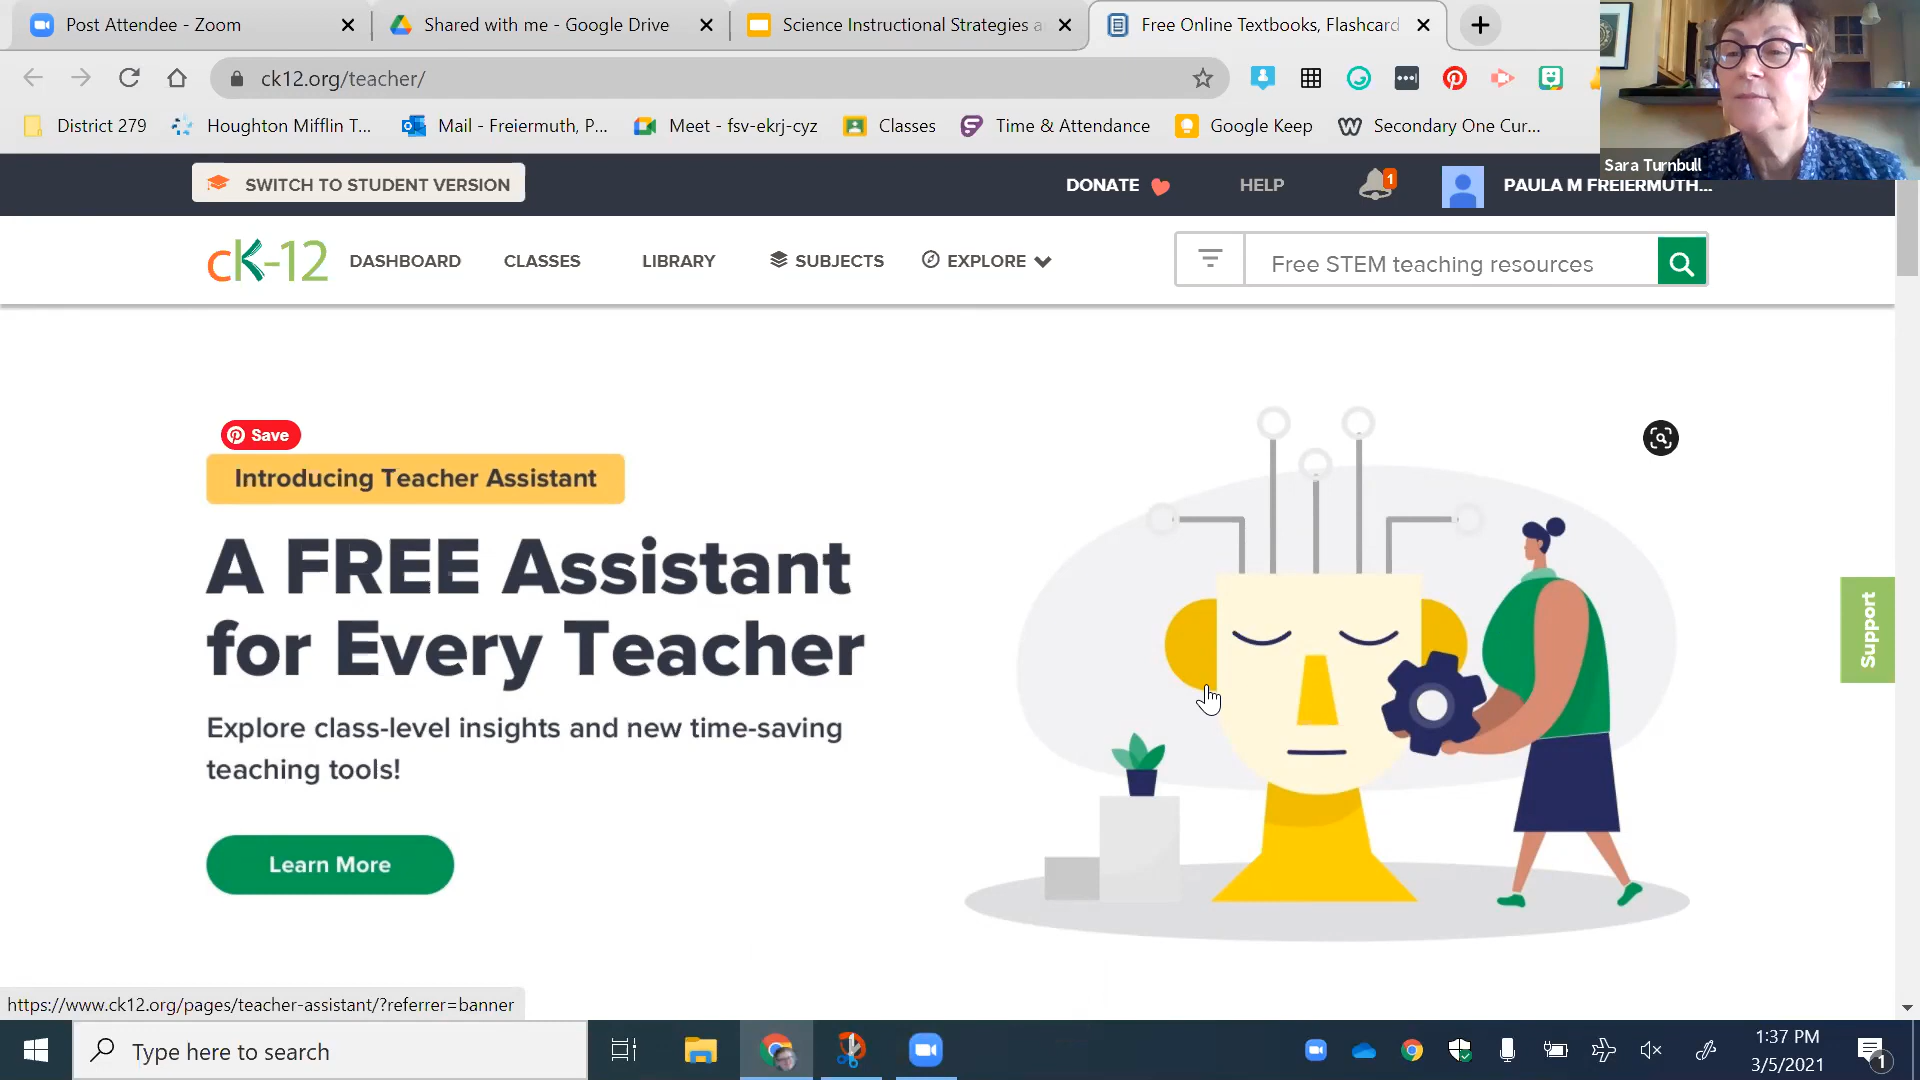 Post Attendee - Zoom
Shared with me - Google Drive
Science Instructional Strategies a
Free Online Textbooks, Flashcard
ck12.org/teacher/
District 279
Houghton Mifflin T...
Mail - Freiermuth, P...
Meet - fsv-ekrj-cyz
Classes
Time & Attendance
Google Keep
Secondary One Cur...
Sara Turnbull
SWITCH TO STUDENT VERSION
DONATE
HELP
1
PAULA M FREIERMUTH...
cK-12
DASHBOARD
CLASSES
LIBRARY
SUBJECTS
EXPLORE
Free STEM teaching resources
Save
Introducing Teacher Assistant
A FREE Assistant
for Every Teacher
Explore class-level insights and new time-saving
teaching tools!
Learn More
Support
https://www.ck12.org/pages/teacher-assistant/?referrer=banner
Type here to search
1:37 PM
3/5/2021
1